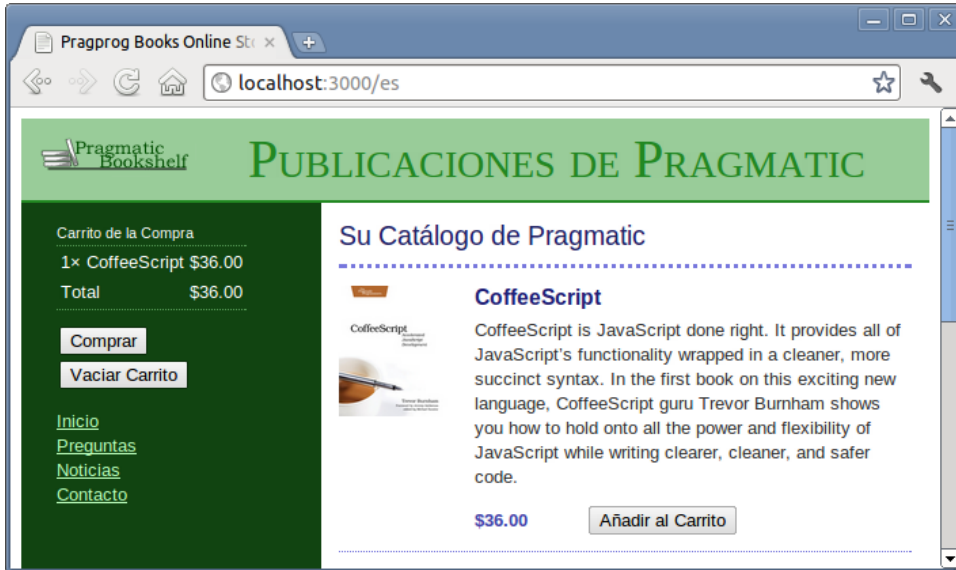 Pragprog Books Online Sto
localhost:3000/es
Pragmatic
Bookshelf
PUBLICACIONES DE PRAGMATIC
Carrito de la Compra
1× CoffeeScript $36.00
Total $36.00
Comprar
Vaciar Carrito
Inicio
Preguntas
Noticias
Contacto
Su Catálogo de Pragmatic
CoffeeScript
CoffeeScript
Accelerated
JavaScript
Development
Trevor Burnham
CoffeeScript is JavaScript done right. It provides all of
JavaScript's functionality wrapped in a cleaner, more
succinct syntax. In the first book on this exciting new
language, CoffeeScript guru Trevor Burnham shows
you how to hold onto all the power and flexibility of
JavaScript while writing clearer, cleaner, and safer
code.
$36.00
Añadir al Carrito